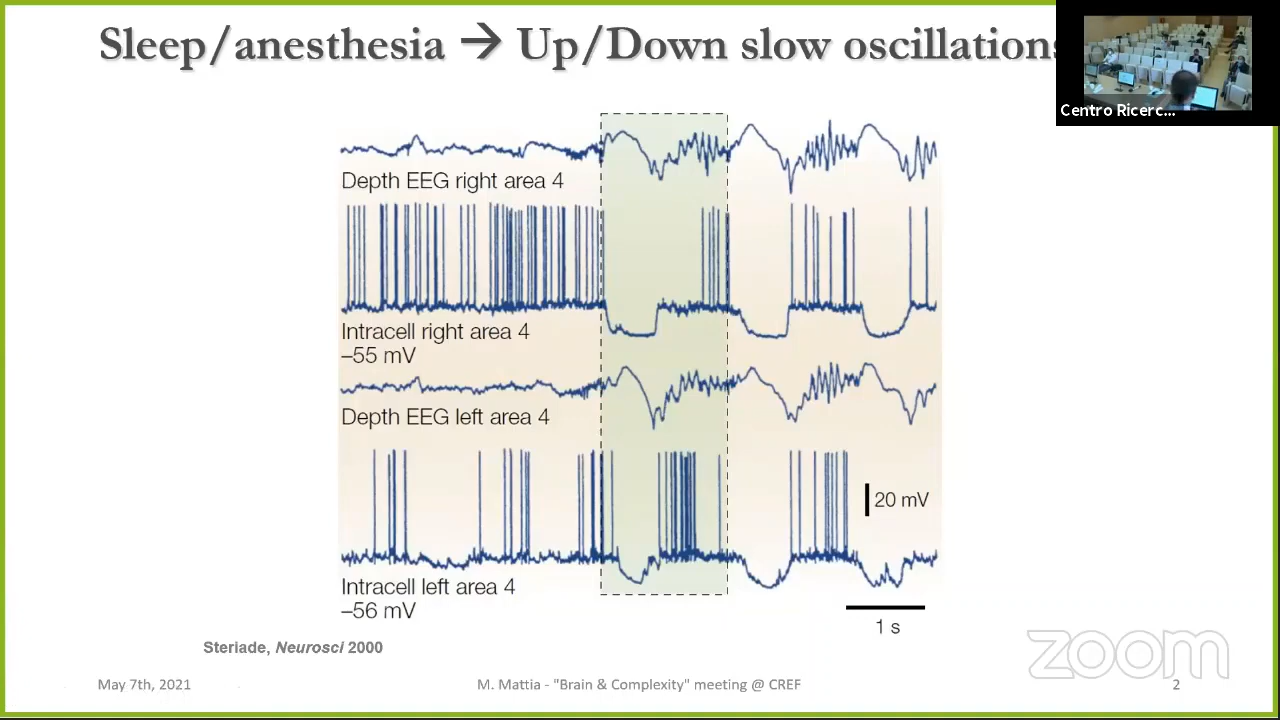 Sleep/anesthesia → Up/Down slow oscillations
Centro Ricerc...
Depth EEG right area 4
Intracell right area 4
–55 mV
Depth EEG left area 4
20 mV
Intracell left area 4
–56 mV
1 s
Steriade, Neurosci 2000
zoom
May 7th, 2021
M. Mattia - "Brain & Complexity" meeting @ CREF
2